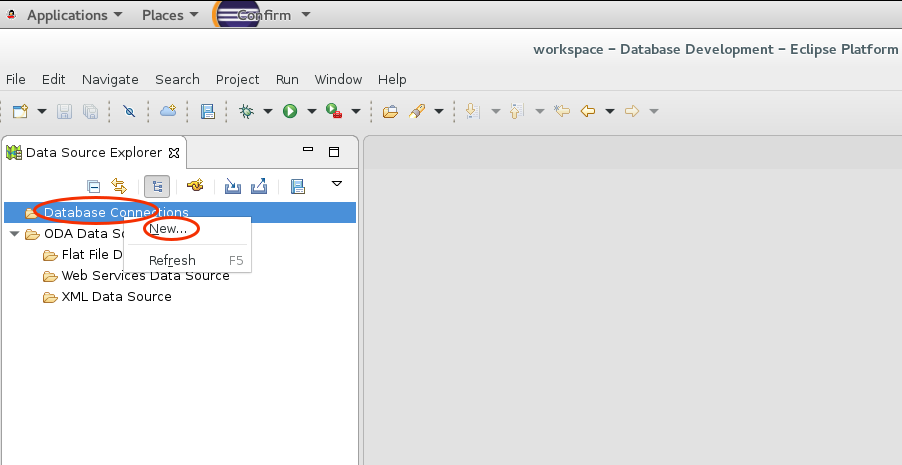 Applications Places Confirm
workspace – Database Development – Eclipse Platform
File Edit Navigate Search Project Run Window Help
Data Source Explorer
Database Connections
New...
ODA Data So
Refresh F5
Flat File D
Web Services Data Source
XML Data Source